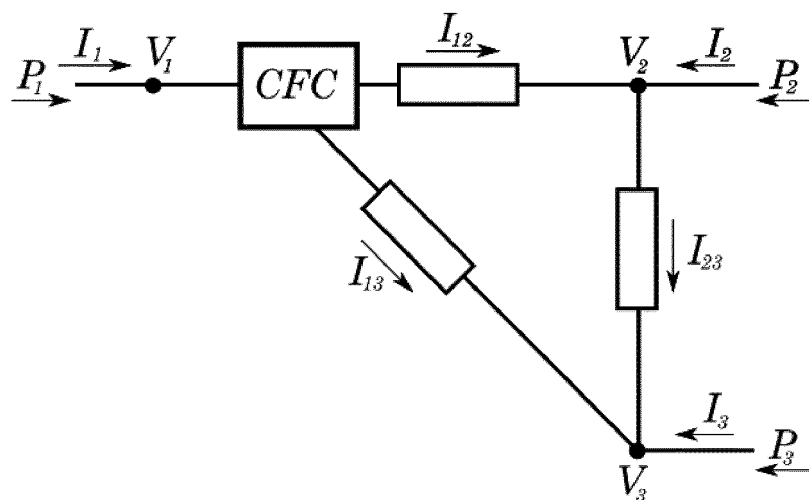 I₁
V₁
I₁₂
V₂
I₂
P₁
CFC
P₂
I₁₃
I₂₃
I₃
P₃
V₃